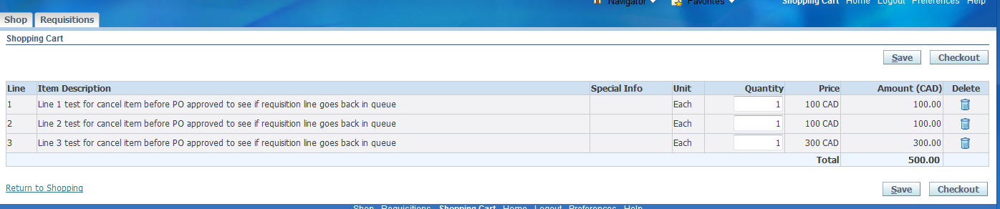 Navigator Favorites Shopping Cart Home Logout Preferences Help
Shop Requisitions
Shopping Cart
Save Checkout
Line Item Description Special Info Unit Quantity Price Amount (CAD) Delete
1 Line 1 test for cancel item before PO approved to see if requisition line goes back in queue Each 1 100 CAD 100.00
2 Line 2 test for cancel item before PO approved to see if requisition line goes back in queue Each 1 100 CAD 100.00
3 Line 3 test for cancel item before PO approved to see if requisition line goes back in queue Each 1 300 CAD 300.00
Total 500.00
Return to Shopping Save Checkout
Shop Requisitions Shopping Cart Home Logout Preferences Help